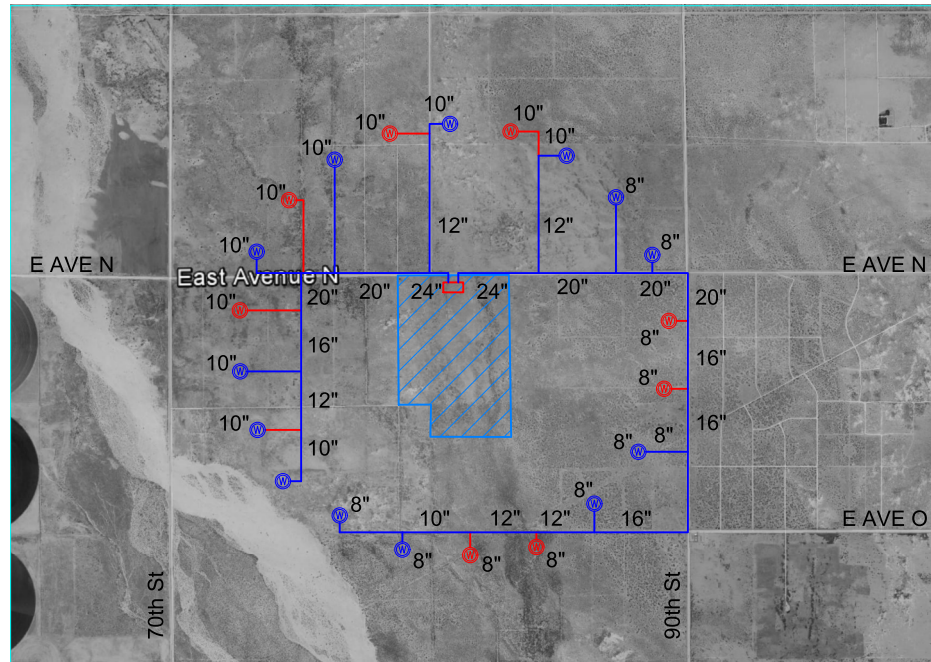 10" 10"
10" 10"
10"
10" 8"
12" 12"
10" 8"
E AVE N E AVE N
East Avenue N
20" 20" 24" 24" 20" 20" 20"
10"
16" 8" 16"
10" 8"
12" 16"
10" 10" 8" 8"
8" 8"
10" 12" 12" 16" E AVE O
8" 8" 8"
70th St 90th St
W W W W W W W W W W W W W W W W W W W W W W